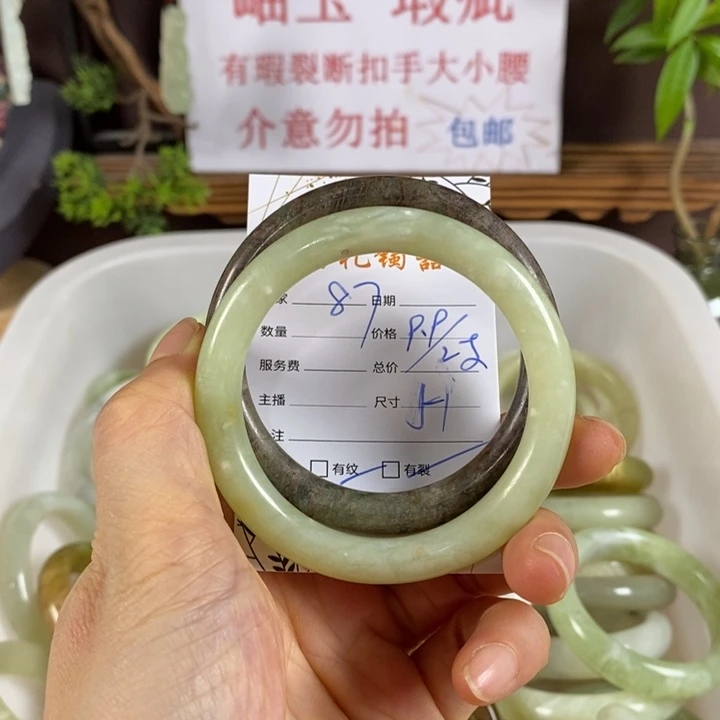 岫玉 瑕疵
有瑕裂断扣手大小腰
介意勿拍 包邮
家 87 日期
数量 价格 P.P/2支
服务费 总价
主播 尺寸
注
有纹 有裂